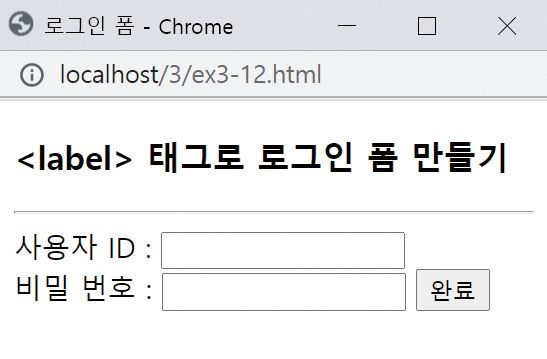 로그인 폼 - Chrome
localhost/3/ex3-12.html
<label> 태그로 로그인 폼 만들기
사용자 ID :
비밀 번호 : 완료